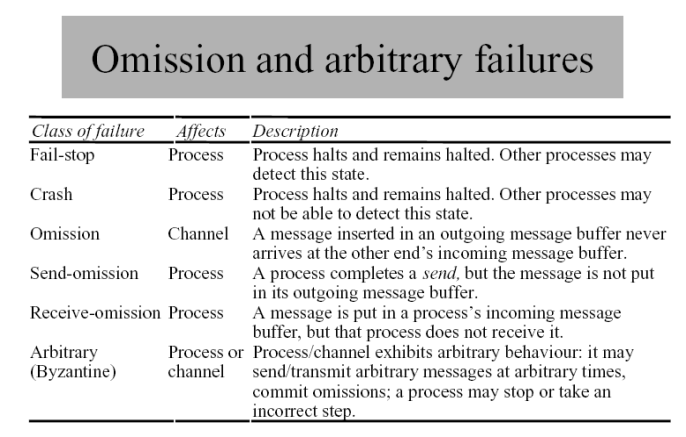 Omission and arbitrary failures
Class of failure Affects Description
Fail-stop Process Process halts and remains halted. Other processes may
detect this state.
Crash Process Process halts and remains halted. Other processes may
not be able to detect this state.
Omission Channel A message inserted in an outgoing message buffer never
arrives at the other end’s incoming message buffer.
Send-omission Process A process completes a send, but the message is not put
in its outgoing message buffer.
Receive-omission Process A message is put in a process’s incoming message
buffer, but that process does not receive it.
Arbitrary Process or Process/channel exhibits arbitrary behaviour: it may
(Byzantine) channel send/transmit arbitrary messages at arbitrary times,
commit omissions; a process may stop or take an
incorrect step.